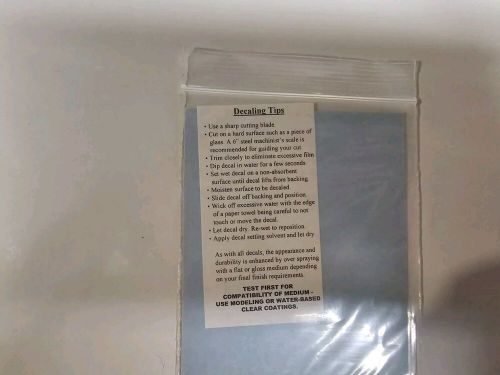 Decaling Tips
• Use a sharp cutting blade.
• Cut on a hard surface such as a piece of
glass. A 6" steel machinist's scale is
recommended for guiding your cut.
• Trim closely to eliminate excessive film.
• Dip decal in water for a few seconds.
• Set wet decal on a non-absorbent
surface until decal lifts from backing.
• Moisten surface to be decaled.
• Slide decal off backing and position.
• Wick off excessive water with the edge
of a paper towel being careful to not
touch or move the decal.
• Let decal dry. Re-wet to reposition.
• Apply decal setting solvent and let dry
As with all decals, the appearance and
durability is enhanced by over spraying
with a flat or gloss medium depending
on your final finish requirements.
TEST FIRST FOR
COMPATIBILITY OF MEDIUM -
USE MODELING OR WATER-BASED
CLEAR COATINGS.